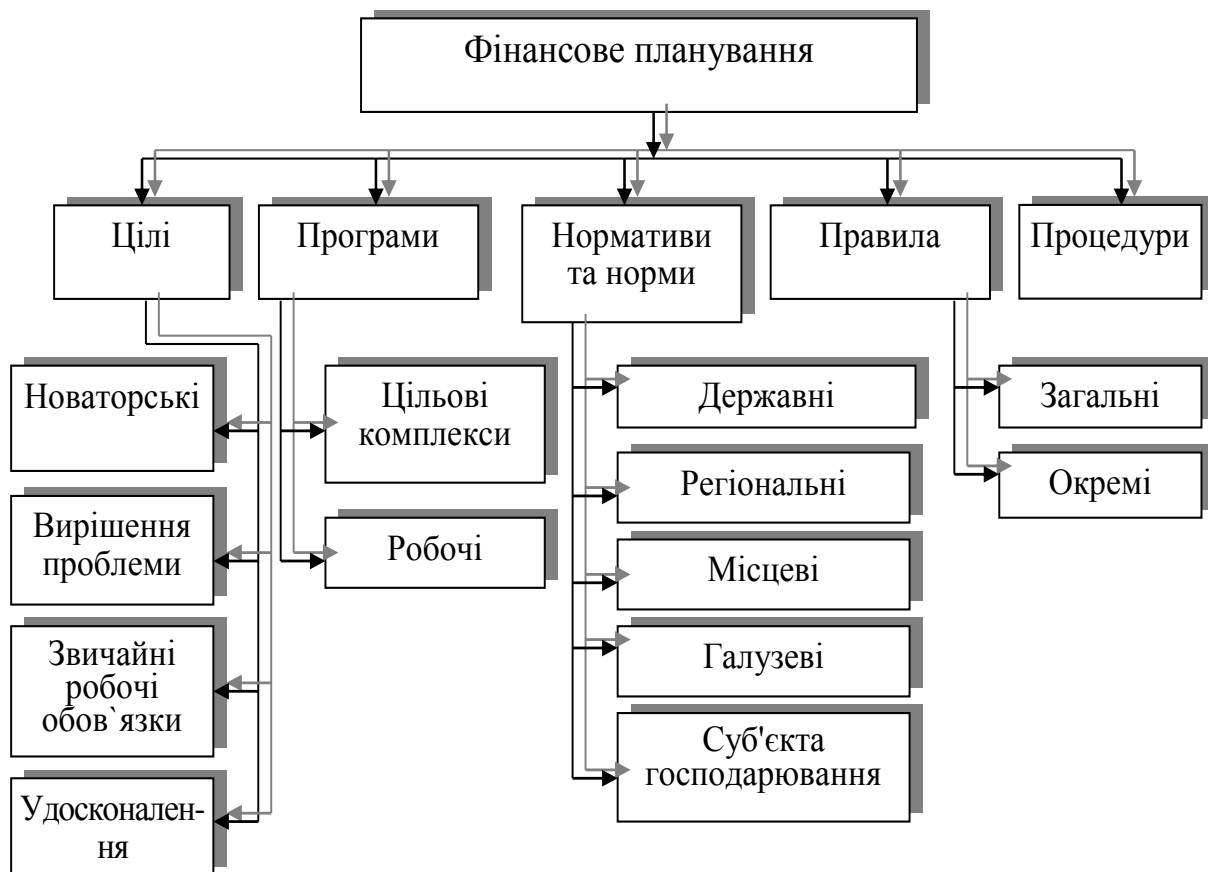 Фінансове планування
Цілі
Програми
Нормативи
та норми
Правила
Процедури
Новаторські
Вирішення
проблеми
Звичайні
робочі
обов`язки
Удосконален-
ня
Цільові
комплекси
Робочі
Державні
Регіональні
Місцеві
Галузеві
Суб'єкта
господарювання
Загальні
Окремі